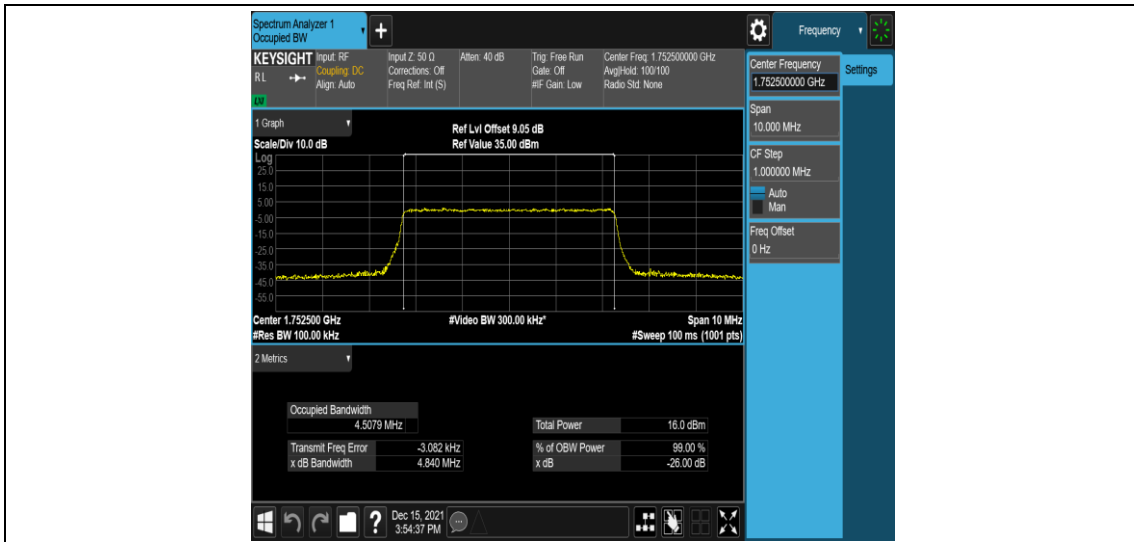 Spectrum Analyzer 1
Occupied BW
Frequency
KEYSIGHT
RL
Input: RF
Coupling: DC
Align: Auto
Input Z: 50 Ω
Corrections: Off
Freq Ref: Int (S)
Atten: 40 dB
Trig: Free Run
Gate: Off
#IF Gain: Low
Center Freq: 1.752500000 GHz
Avg|Hold: 100/100
Radio Std: None
Center Frequency
1.752500000 GHz
Settings
Span
10.000 MHz
CF Step
1.000000 MHz
Auto
Man
Freq Offset
0 Hz
1 Graph
Ref Lvl Offset 9.05 dB
Scale/Div 10.0 dB
Ref Value 35.00 dBm
Log
25.0
15.0
5.00
-5.00
-15.0
-25.0
-35.0
-45.0
-55.0
Center 1.752500 GHz
#Video BW 300.00 kHz*
Span 10 MHz
#Res BW 100.00 kHz
#Sweep 100 ms (1001 pts)
2 Metrics
Occupied Bandwidth
4.5079 MHz
Total Power
16.0 dBm
Transmit Freq Error
-3.082 kHz
% of OBW Power
99.00 %
x dB Bandwidth
4.840 MHz
x dB
-26.00 dB
?
Dec 15, 2021
3:54:37 PM